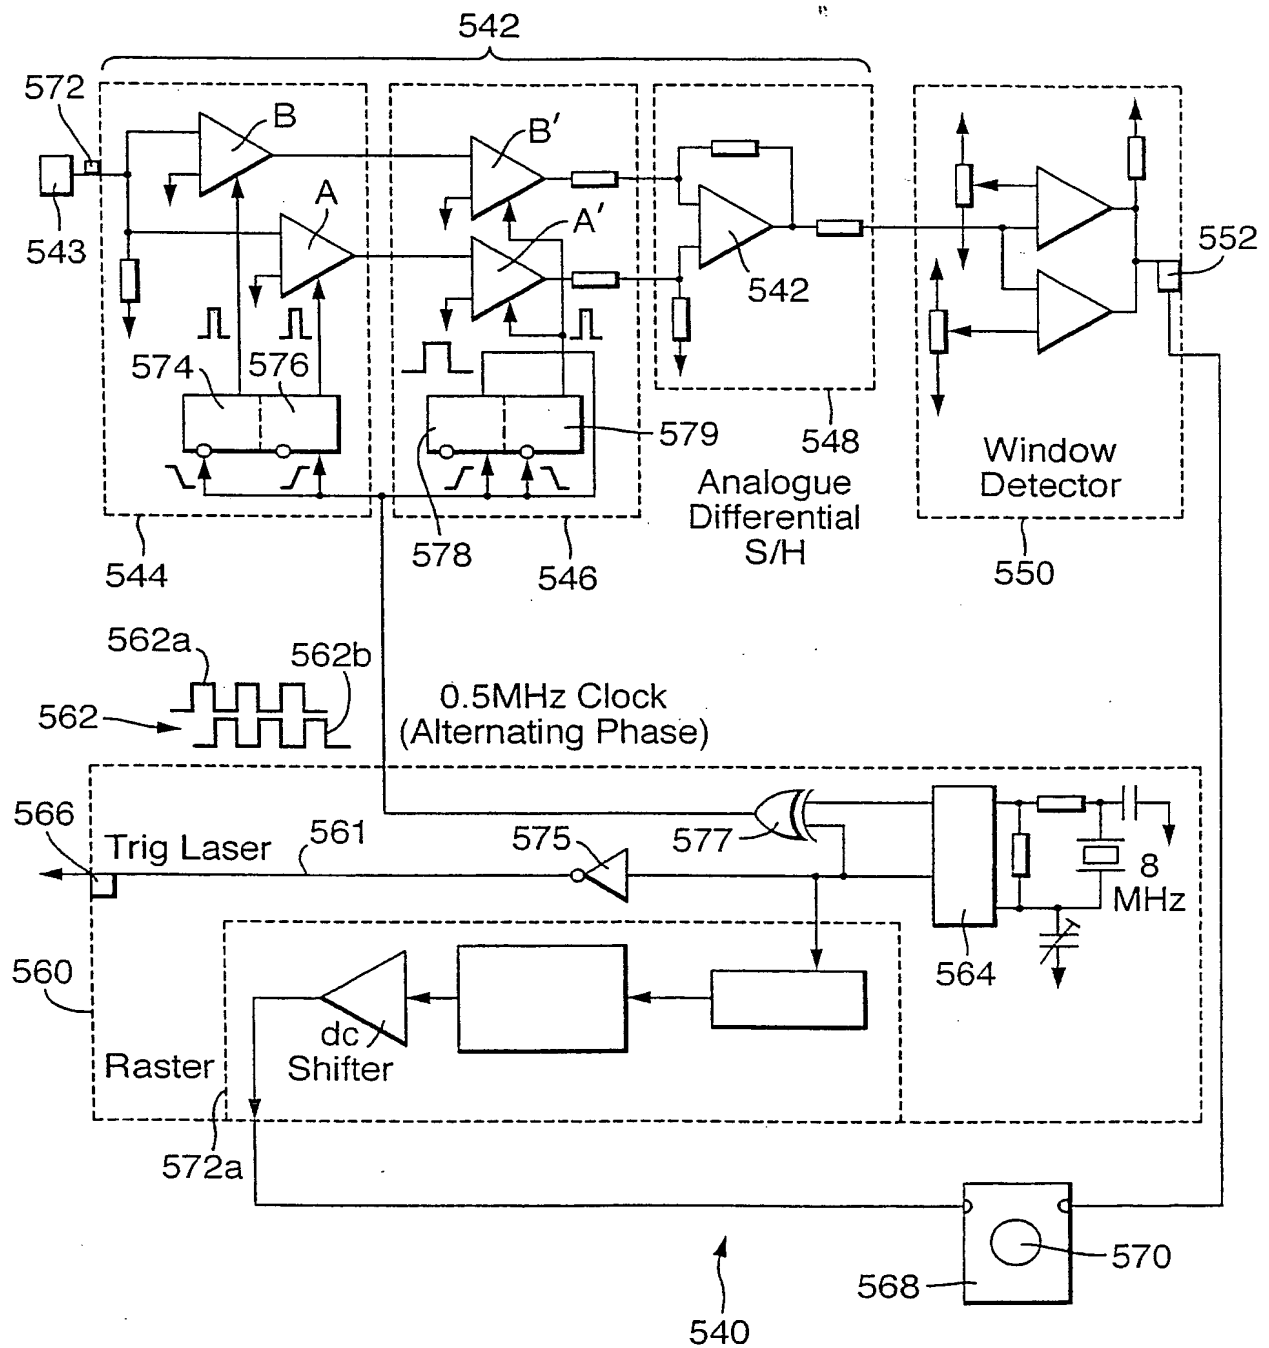 542
572
B
B′
A
A′
543
552
542
574
576
579
548
Window
Detector
Analogue
Differential
S/H
578
544
546
550
562a
562b
562
0.5MHz Clock
(Alternating Phase)
566
Trig Laser
561
575
577
8
MHz
564
560
dc
Shifter
Raster
572a
570
568
540